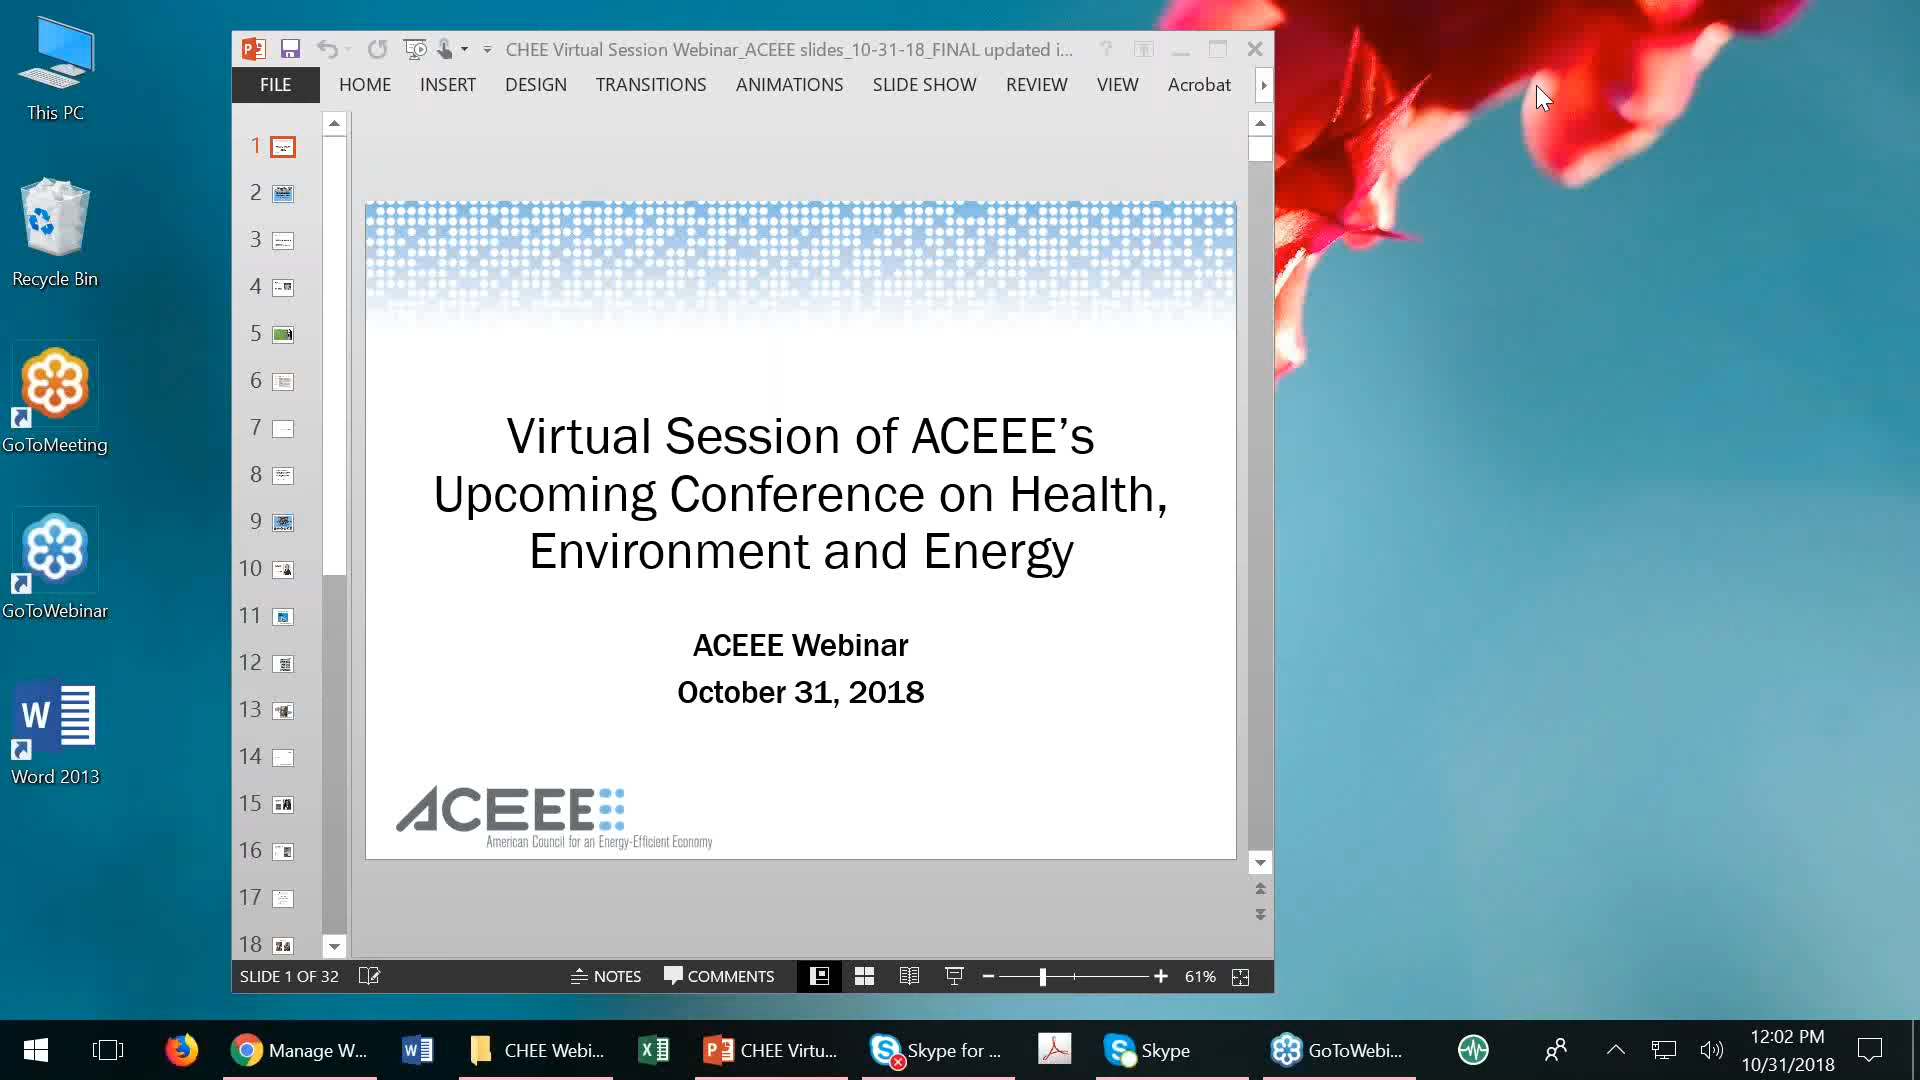 This PC
Recycle Bin
GoToMeeting
GoToWebinar
Word 2013
CHEE Virtual Session Webinar_ACEEE slides_10-31-18_FINAL updated i...
FILE HOME INSERT DESIGN TRANSITIONS ANIMATIONS SLIDE SHOW REVIEW VIEW Acrobat
1
2
3
4
5
6
7
8
9
10
11
12
13
14
15
16
17
18
Virtual Session of ACEEE’s
Upcoming Conference on Health,
Environment and Energy
ACEEE Webinar
October 31, 2018
ACEEE
American Council for an Energy-Efficient Economy
SLIDE 1 OF 32 NOTES COMMENTS 61%
Manage W... CHEE Webi... CHEE Virtu... Skype for ... Skype GoToWebi... 12:02 PM
10/31/2018